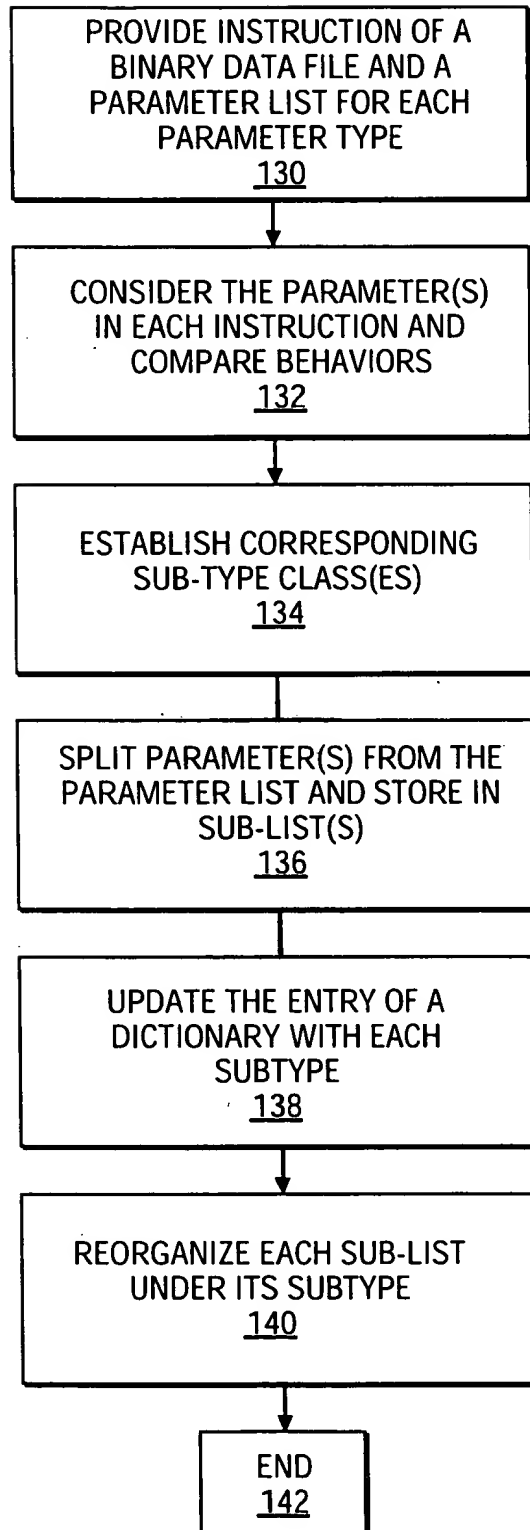 PROVIDE INSTRUCTION OF A
BINARY DATA FILE AND A
PARAMETER LIST FOR EACH
PARAMETER TYPE
130
CONSIDER THE PARAMETER(S)
IN EACH INSTRUCTION AND
COMPARE BEHAVIORS
132
ESTABLISH CORRESPONDING
SUB-TYPE CLASS(ES)
134
SPLIT PARAMETER(S) FROM THE
PARAMETER LIST AND STORE IN
SUB-LIST(S)
136
UPDATE THE ENTRY OF A
DICTIONARY WITH EACH
SUBTYPE
138
REORGANIZE EACH SUB-LIST
UNDER ITS SUBTYPE
140
END
142